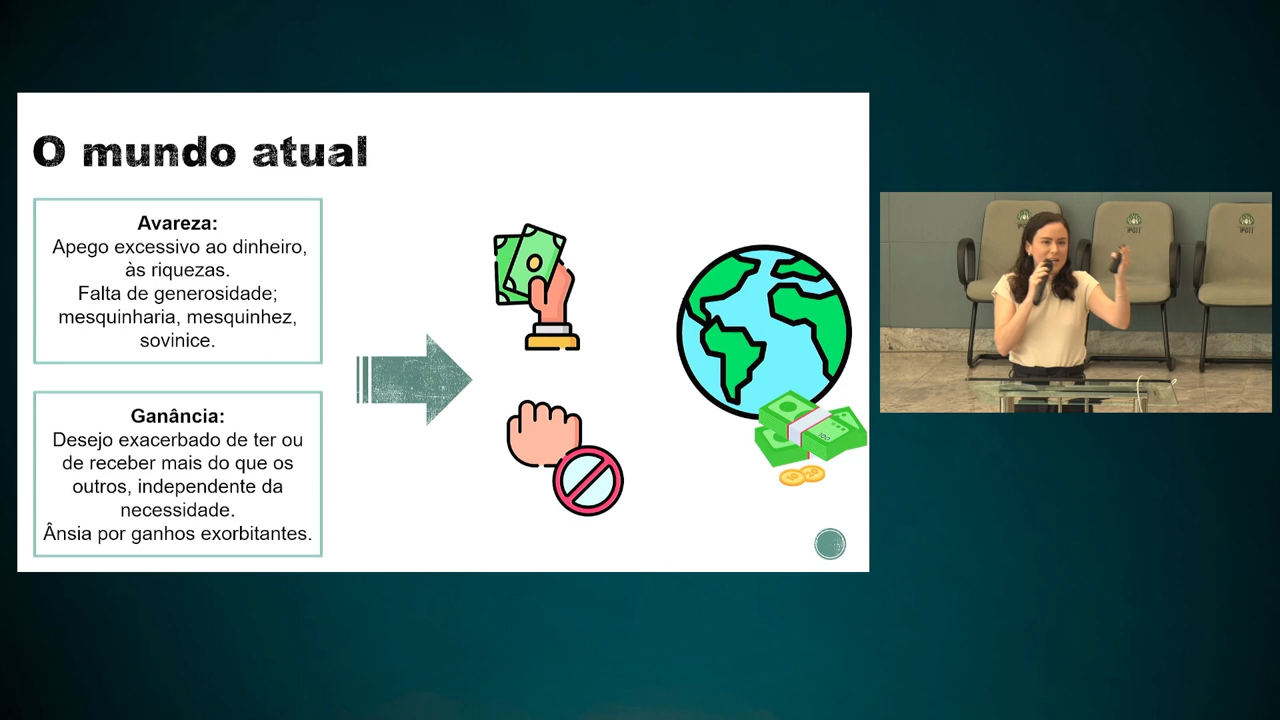 O mundo atual
Avareza:
Apego excessivo ao dinheiro,
às riquezas.
Falta de generosidade;
mesquinharia, mesquinhez,
sovinice.
Ganância:
Desejo exacerbado de ter ou
de receber mais do que os
outros, independente da
necessidade.
Ânsia por ganhos exorbitantes.
100